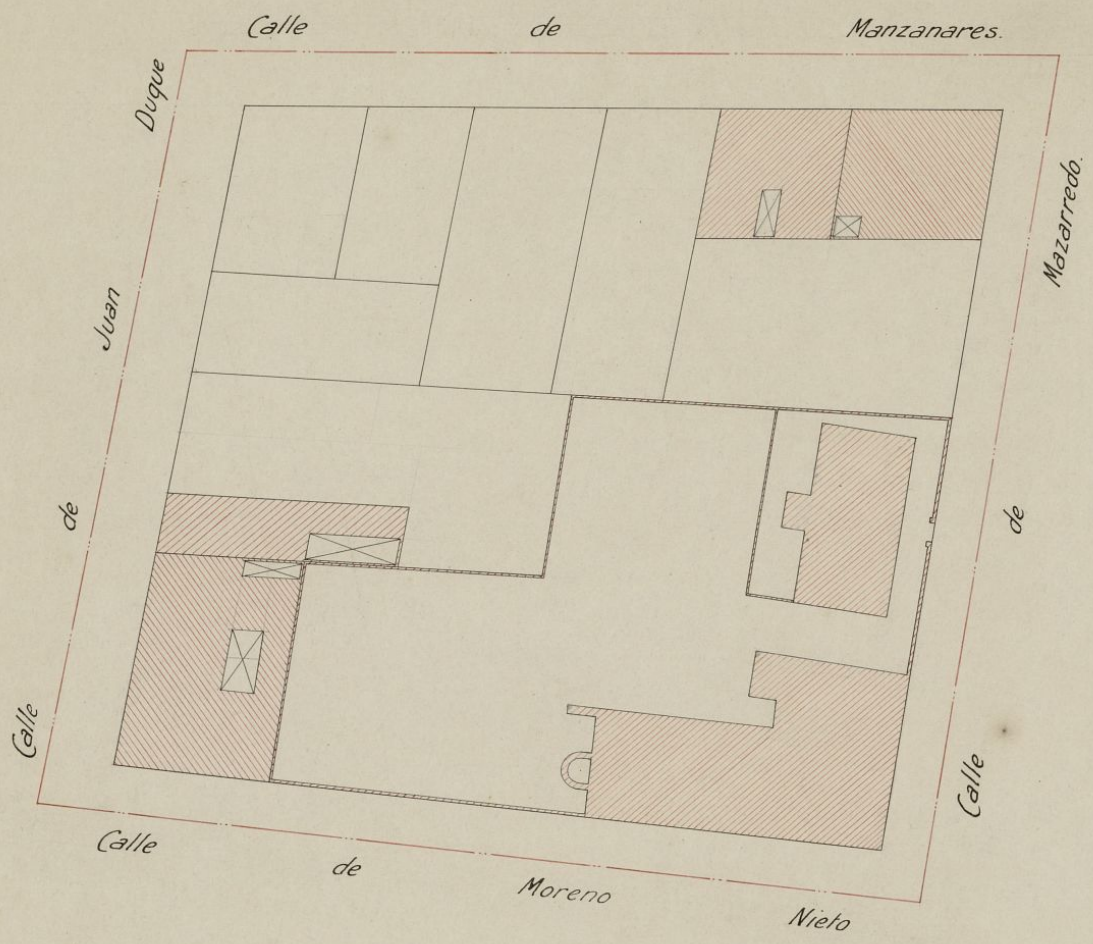 Calle de Manzanares.
Calle de Juan Duque
Calle de Mazarredo.
Calle de Moreno Nieto